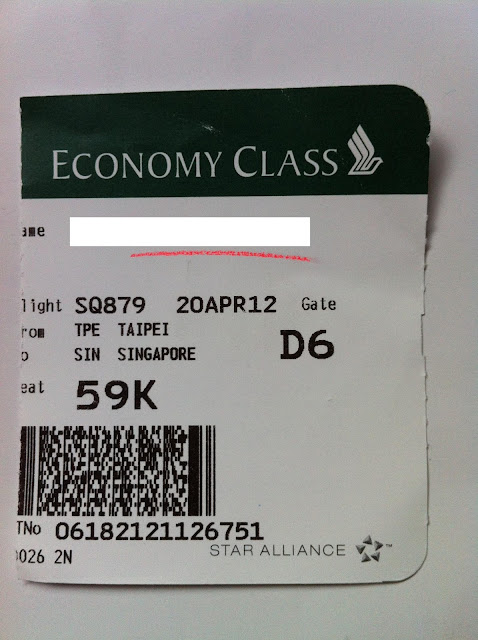 ECONOMY CLASS
ame
light SQ879 20APR12 Gate
rom TPE TAIPEI
o SIN SINGAPORE D6
eat 59K
TNo 06182121126751
STAR ALLIANCE ™
0026 2N